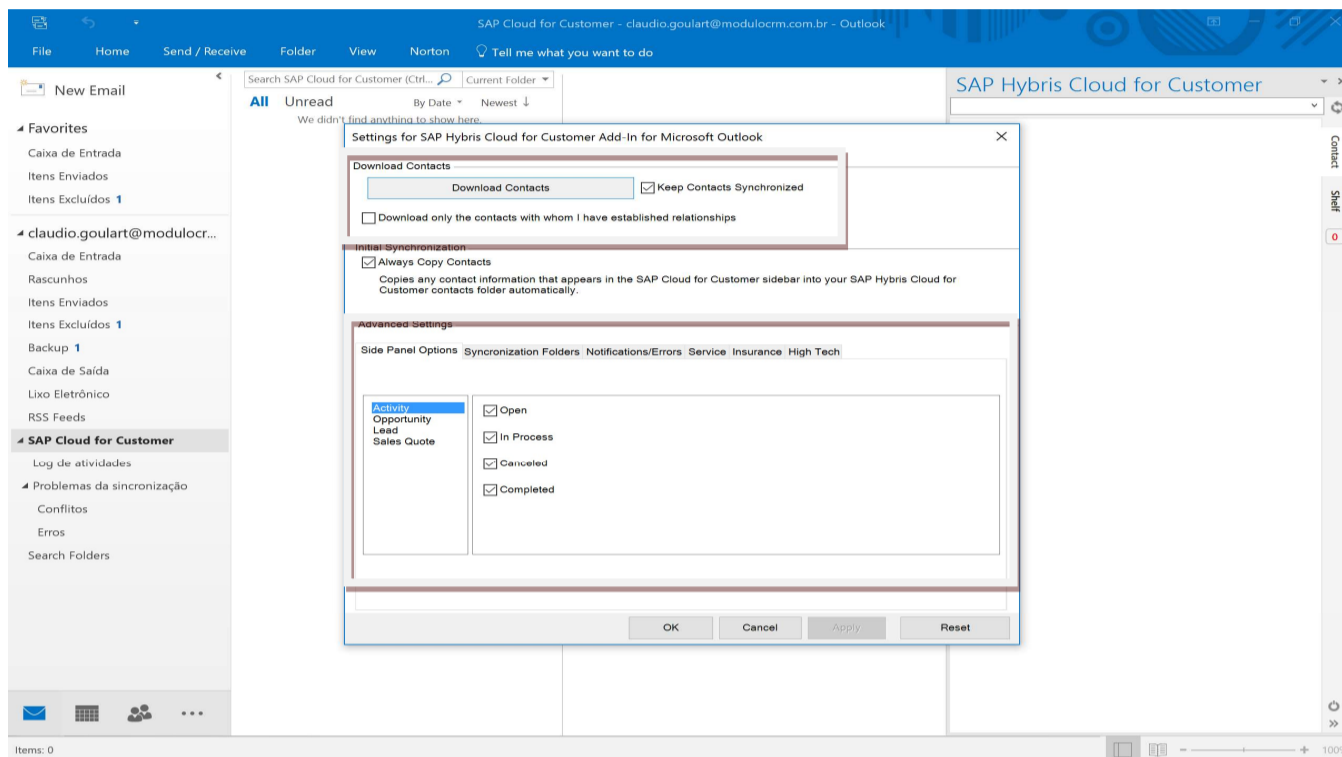 SAP Cloud for Customer - claudio.goulart@modulocrm.com.br - Outlook
File Home Send / Receive Folder View Norton Tell me what you want to do
New Email
Favorites
Caixa de Entrada
Itens Enviados
Itens Excluídos 1
claudio.goulart@modulocr...
Caixa de Entrada
Rascunhos
Itens Enviados
Itens Excluídos 1
Backup 1
Caixa de Saída
Lixo Eletrônico
RSS Feeds
SAP Cloud for Customer
Log de atividades
Problemas da sincronização
Conflitos
Erros
Search Folders
Search SAP Cloud for Customer (Ctrl... Current Folder
All Unread By Date Newest ↓
We didn't find anything to show here.
Settings for SAP Hybris Cloud for Customer Add-In for Microsoft Outlook
Download Contacts
Download Contacts Keep Contacts Synchronized
Download only the contacts with whom I have established relationships
Initial Synchronization
Always Copy Contacts
Copies any contact information that appears in the SAP Cloud for Customer sidebar into your SAP Hybris Cloud for
Customer contacts folder automatically.
Advanced Settings
Side Panel Options Syncronization Folders Notifications/Errors Service Insurance High Tech
Activity
Opportunity
Lead
Sales Quote
Open
In Process
Canceled
Completed
OK Cancel Apply Reset
SAP Hybris Cloud for Customer
Contact
Shelf
0
Items: 0
100%